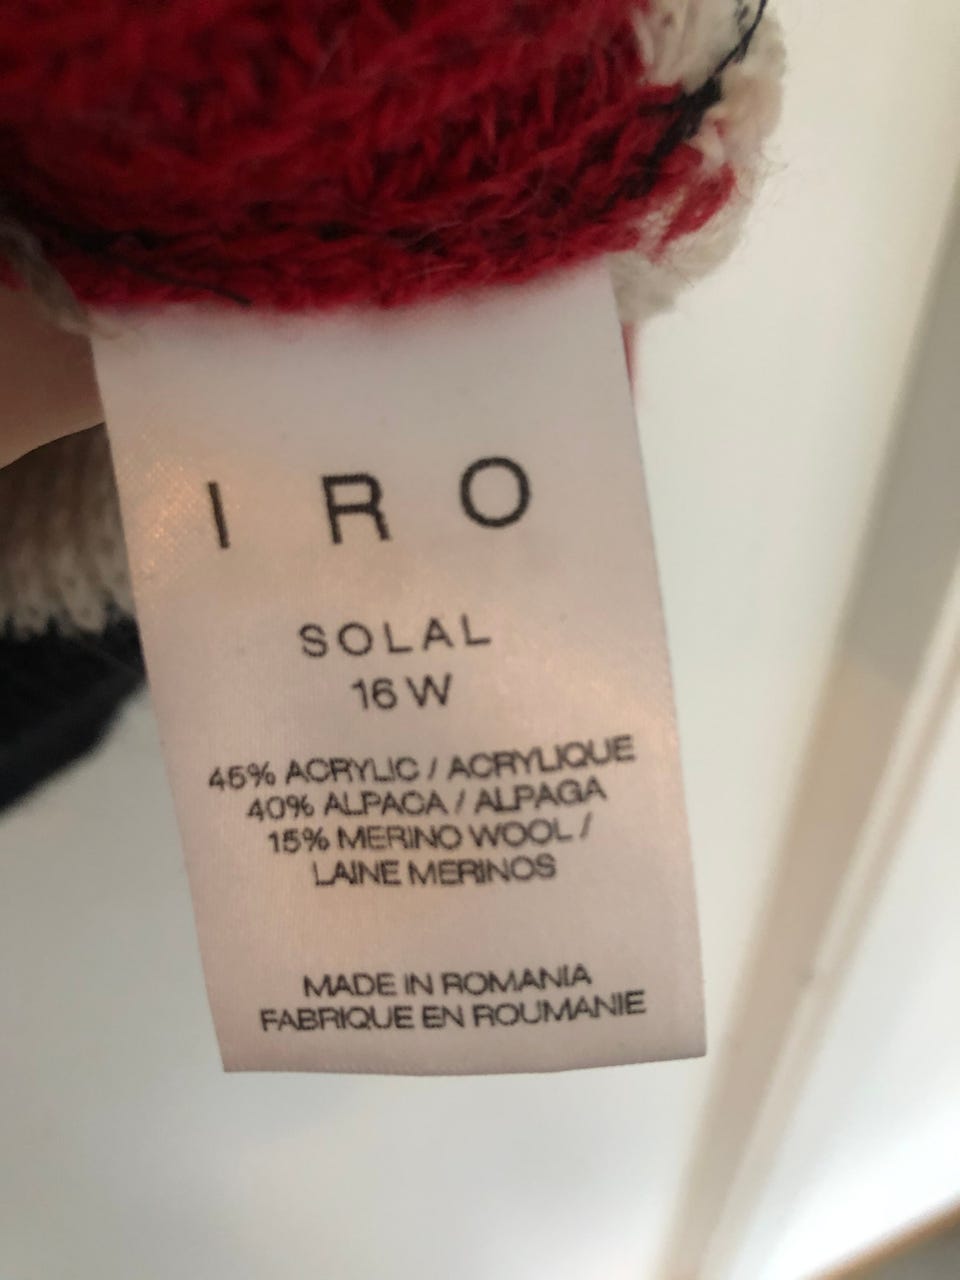 I R O
SOLAL
16 W
45% ACRYLIC / ACRYLIQUE
40% ALPACA / ALPAGA
15% MERINO WOOL /
LAINE MERINOS
MADE IN ROMANIA
FABRIQUE EN ROUMANIE